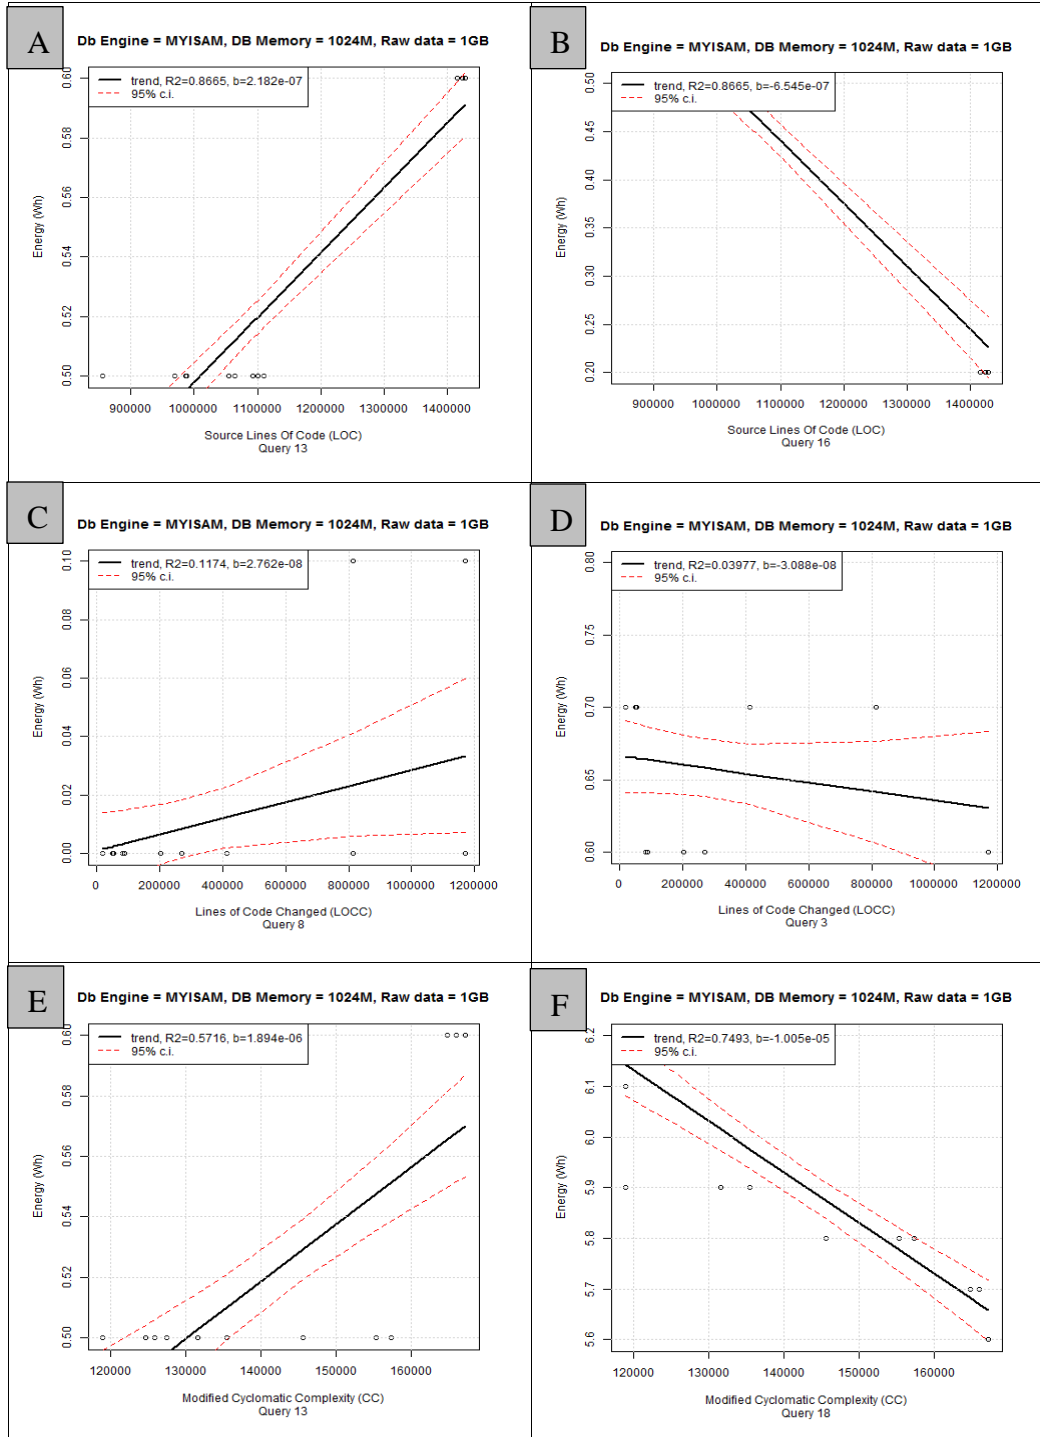 A
Db Engine = MYISAM, DB Memory = 1024M, Raw data = 1GB
trend, R2=0.8665, b=2.182e-07
95% c.i.
0.60
0.58
0.56
0.54
0.52
0.50
Energy (Wh)
900000 1000000 1100000 1200000 1300000 1400000
Source Lines Of Code (LOC)
Query 13
B
Db Engine = MYISAM, DB Memory = 1024M, Raw data = 1GB
trend, R2=0.8665, b=-6.545e-07
95% c.i.
0.50
0.45
0.40
0.35
0.30
0.25
0.20
Energy (Wh)
900000 1000000 1100000 1200000 1300000 1400000
Source Lines Of Code (LOC)
Query 16
C
Db Engine = MYISAM, DB Memory = 1024M, Raw data = 1GB
trend, R2=0.1174, b=2.762e-08
95% c.i.
0.10
0.08
0.06
0.04
0.02
0.00
Energy (Wh)
0 200000 400000 600000 800000 1000000 1200000
Lines of Code Changed (LOCC)
Query 8
D
Db Engine = MYISAM, DB Memory = 1024M, Raw data = 1GB
trend, R2=0.03977, b=-3.088e-08
95% c.i.
0.80
0.75
0.70
0.65
0.60
Energy (Wh)
0 200000 400000 600000 800000 1000000 1200000
Lines of Code Changed (LOCC)
Query 3
E
Db Engine = MYISAM, DB Memory = 1024M, Raw data = 1GB
trend, R2=0.5716, b=1.894e-06
95% c.i.
0.60
0.58
0.56
0.54
0.52
0.50
Energy (Wh)
120000 130000 140000 150000 160000
Modified Cyclomatic Complexity (CC)
Query 13
F
Db Engine = MYISAM, DB Memory = 1024M, Raw data = 1GB
trend, R2=0.7493, b=-1.005e-05
95% c.i.
6.2
6.1
6.0
5.9
5.8
5.7
5.6
Energy (Wh)
120000 130000 140000 150000 160000
Modified Cyclomatic Complexity (CC)
Query 18